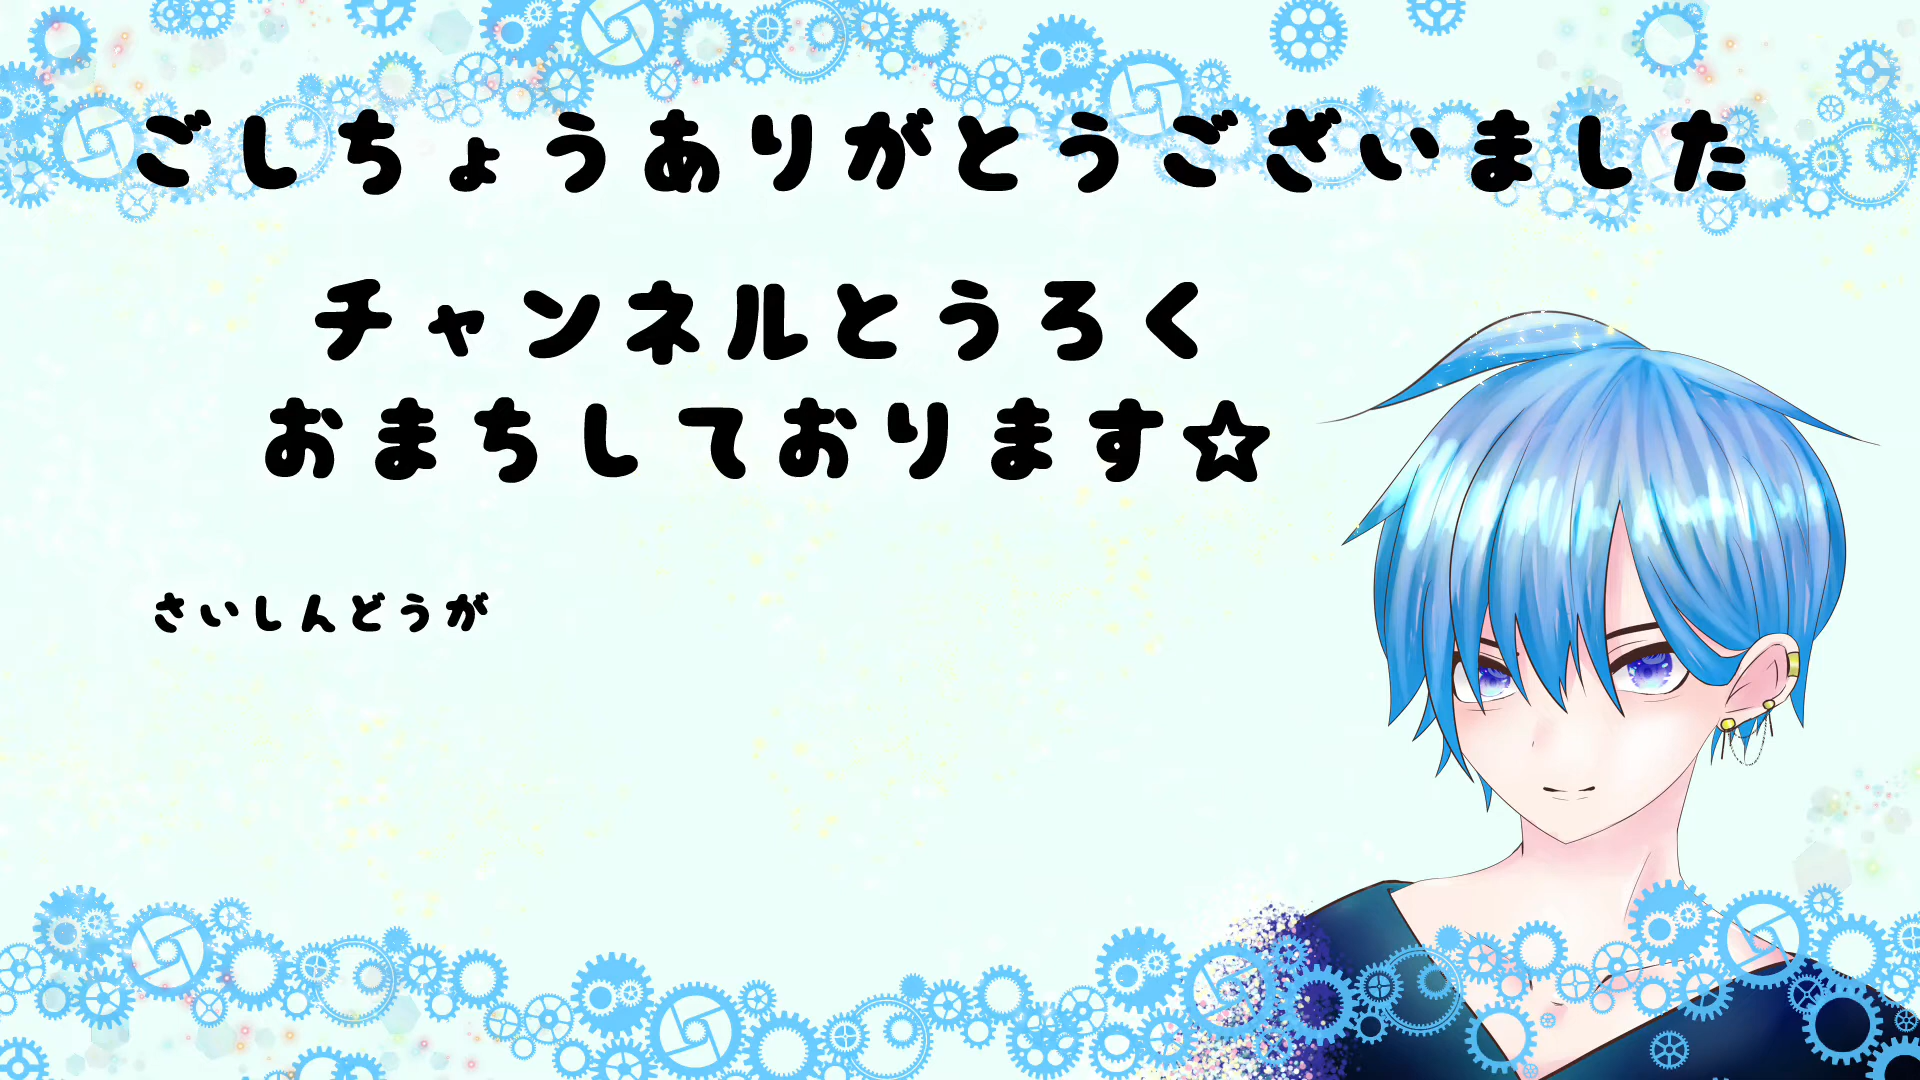 ごしちょうありがとうございました
チャンネルとうろく
おまちしております☆
さいしんどうが